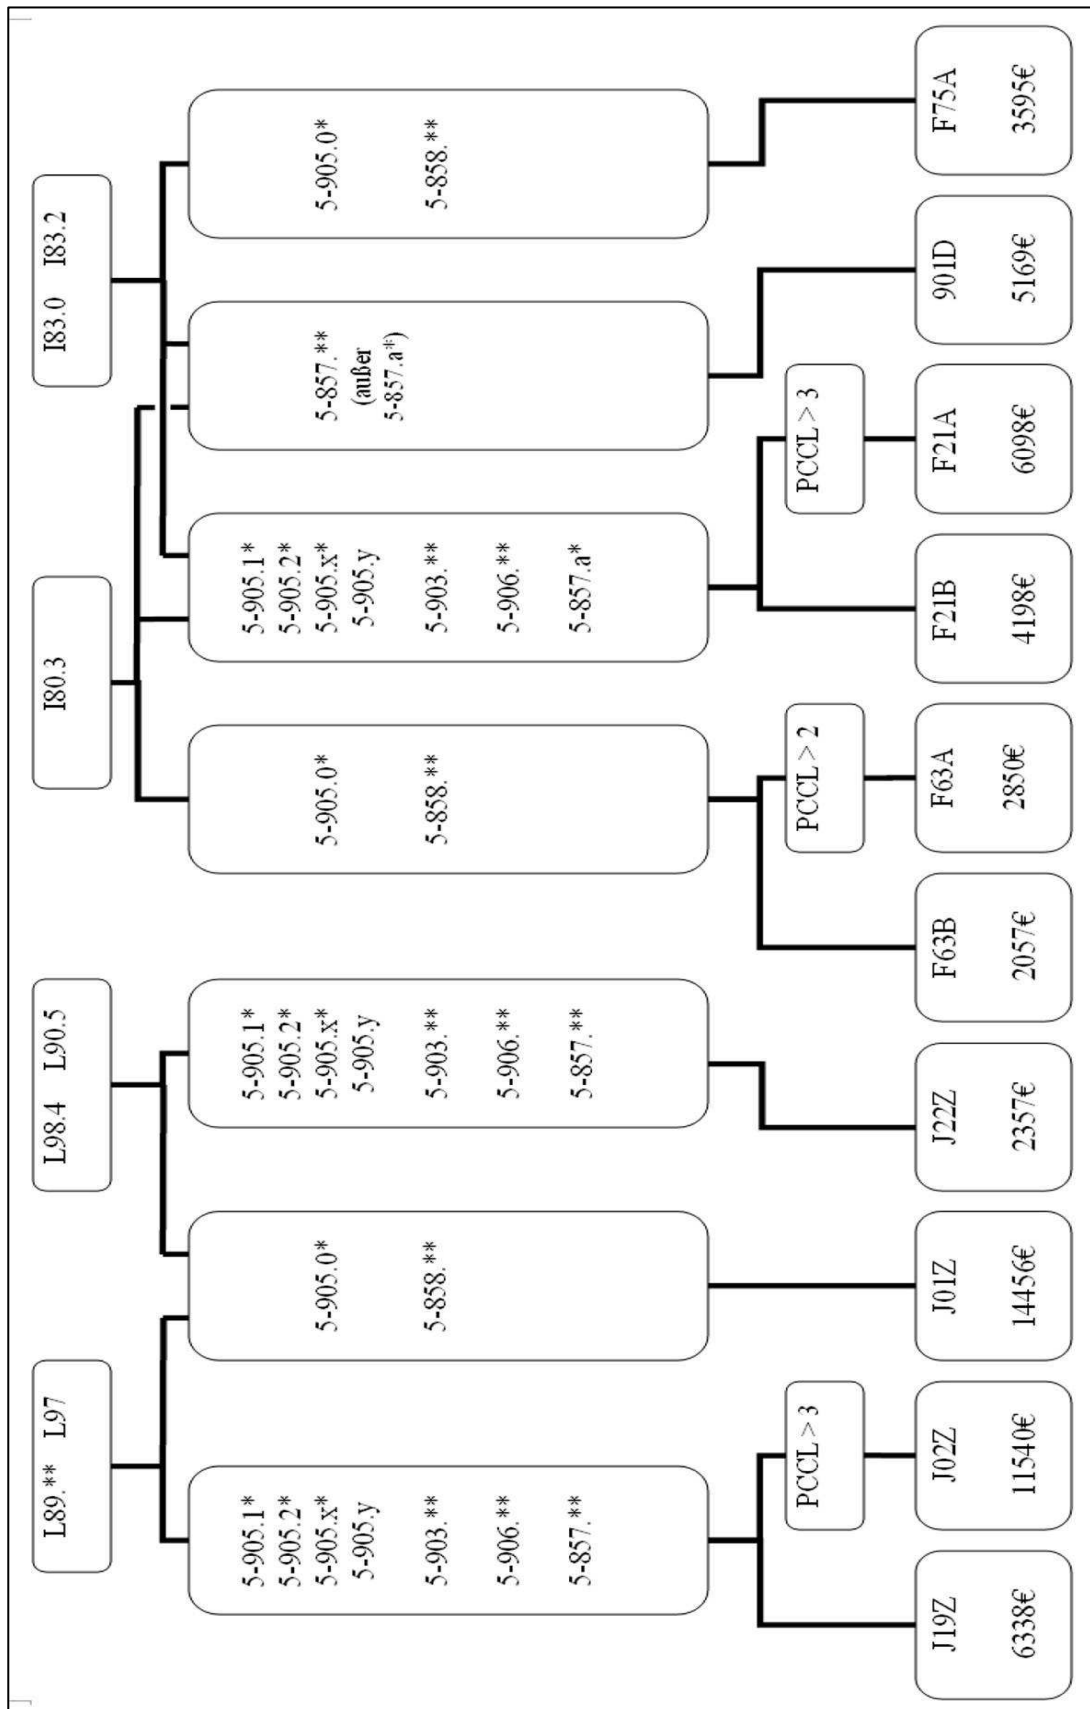 L89.** L97
L98.4 L90.5
I80.3
I83.0 I83.2
5-905.1*
5-905.2*
5-905.x*
5-905.y
5-903.**
5-906.**
5-857.**
5-905.0*
5-858.**
5-905.1*
5-905.2*
5-905.x*
5-905.y
5-903.**
5-906.**
5-857.**
5-905.0*
5-858.**
5-905.1*
5-905.2*
5-905.x*
5-905.y
5-903.**
5-906.**
5-857.a*
5-857.**
(außer
5-857.a*)
5-905.0*
5-858.**
PCCL > 3
PCCL > 2
PCCL > 3
J19Z
6338€
J02Z
11540€
J01Z
14456€
J22Z
2357€
F63B
2057€
F63A
2850€
F21B
4198€
F21A
6098€
901D
5169€
F75A
3595€